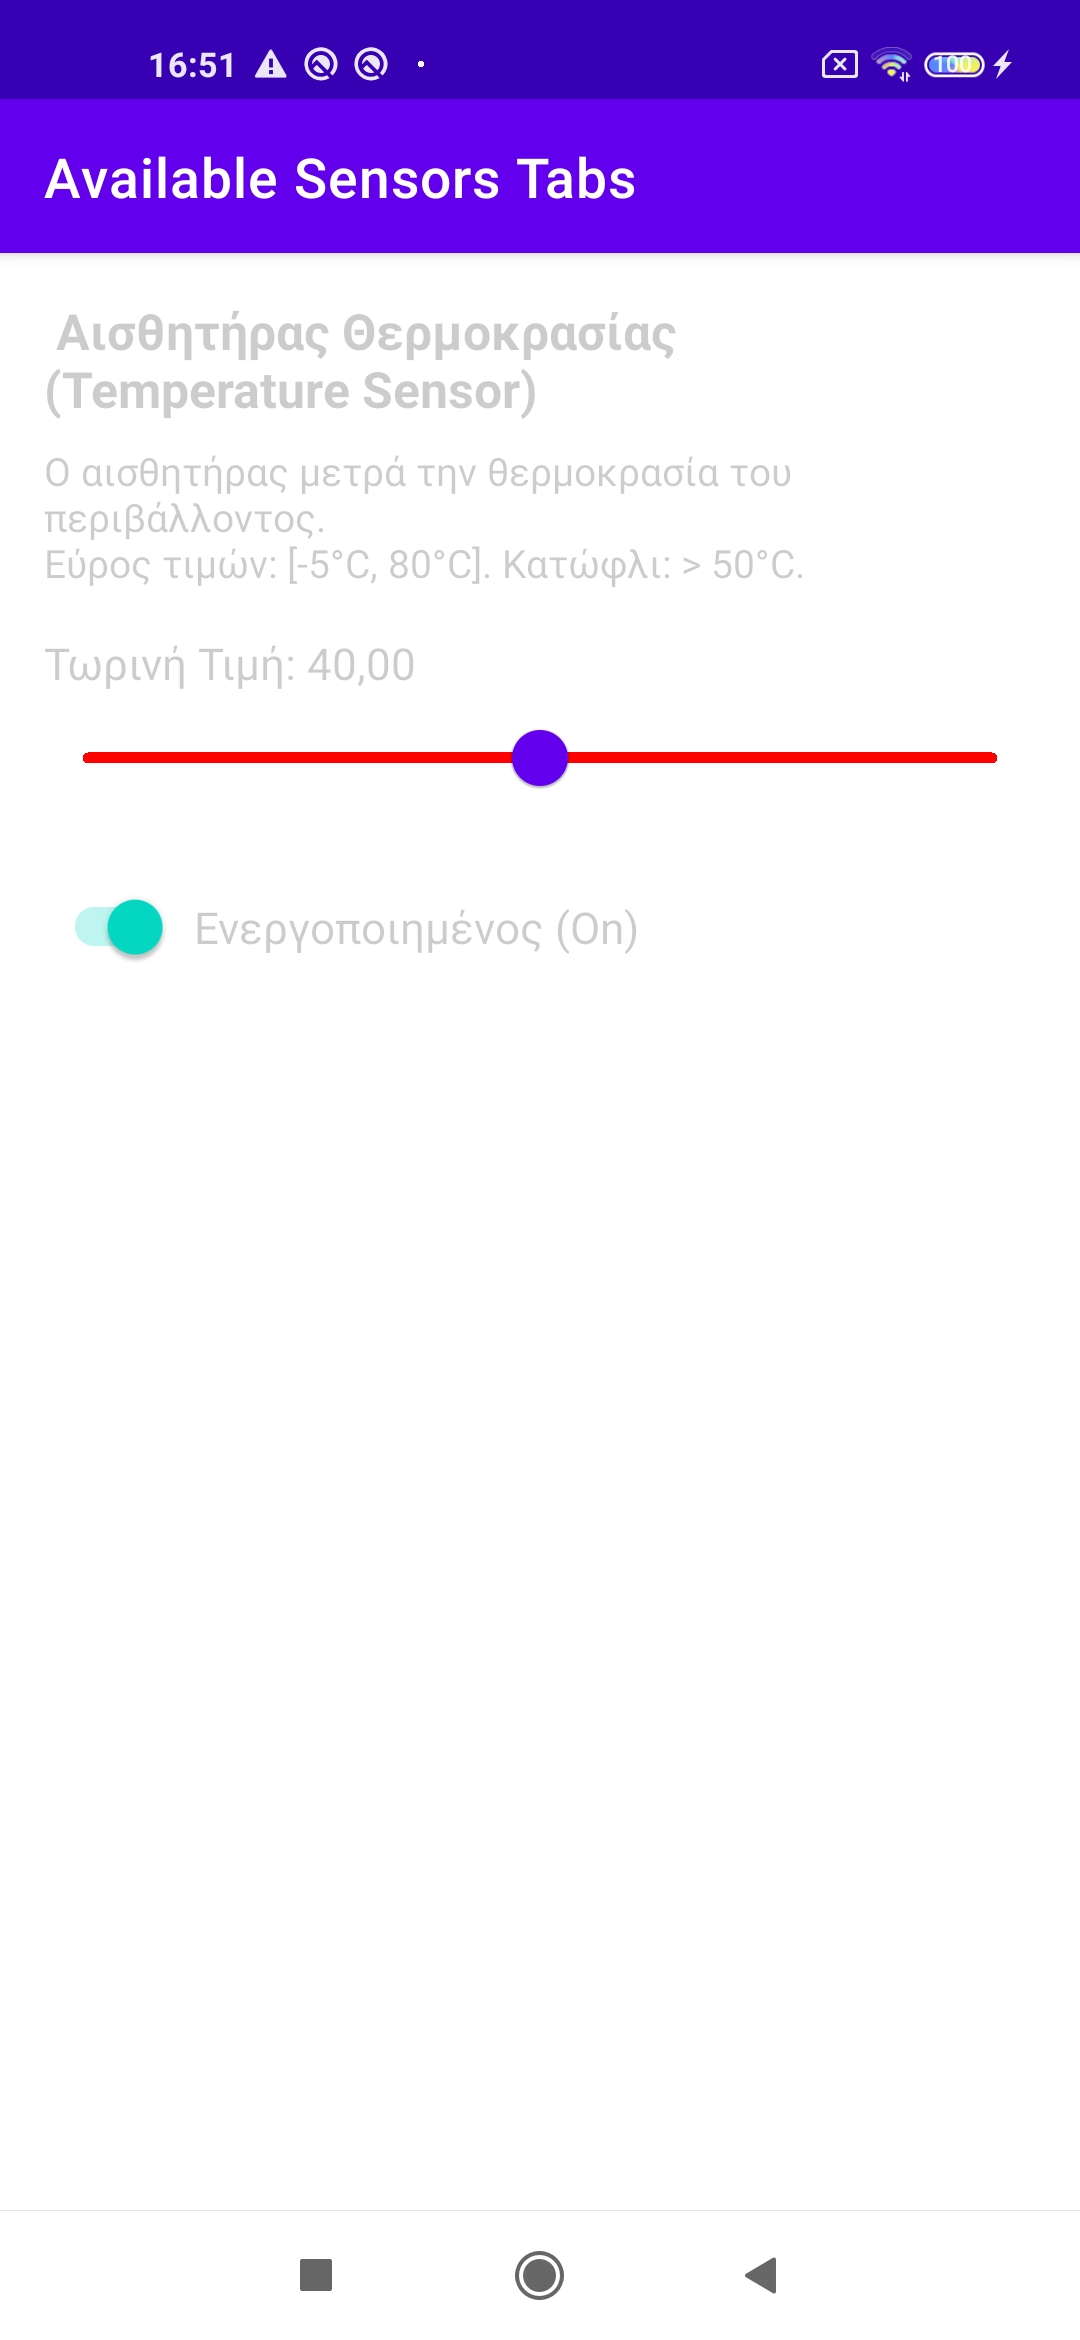 16:51
100
Available Sensors Tabs
Αισθητήρας Θερμοκρασίας
(Temperature Sensor)
Ο αισθητήρας μετρά την θερμοκρασία του
περιβάλλοντος.
Εύρος τιμών: [-5°C, 80°C]. Κατώφλι: > 50°C.
Τωρινή Τιμή: 40,00
Ενεργοποιημένος (On)